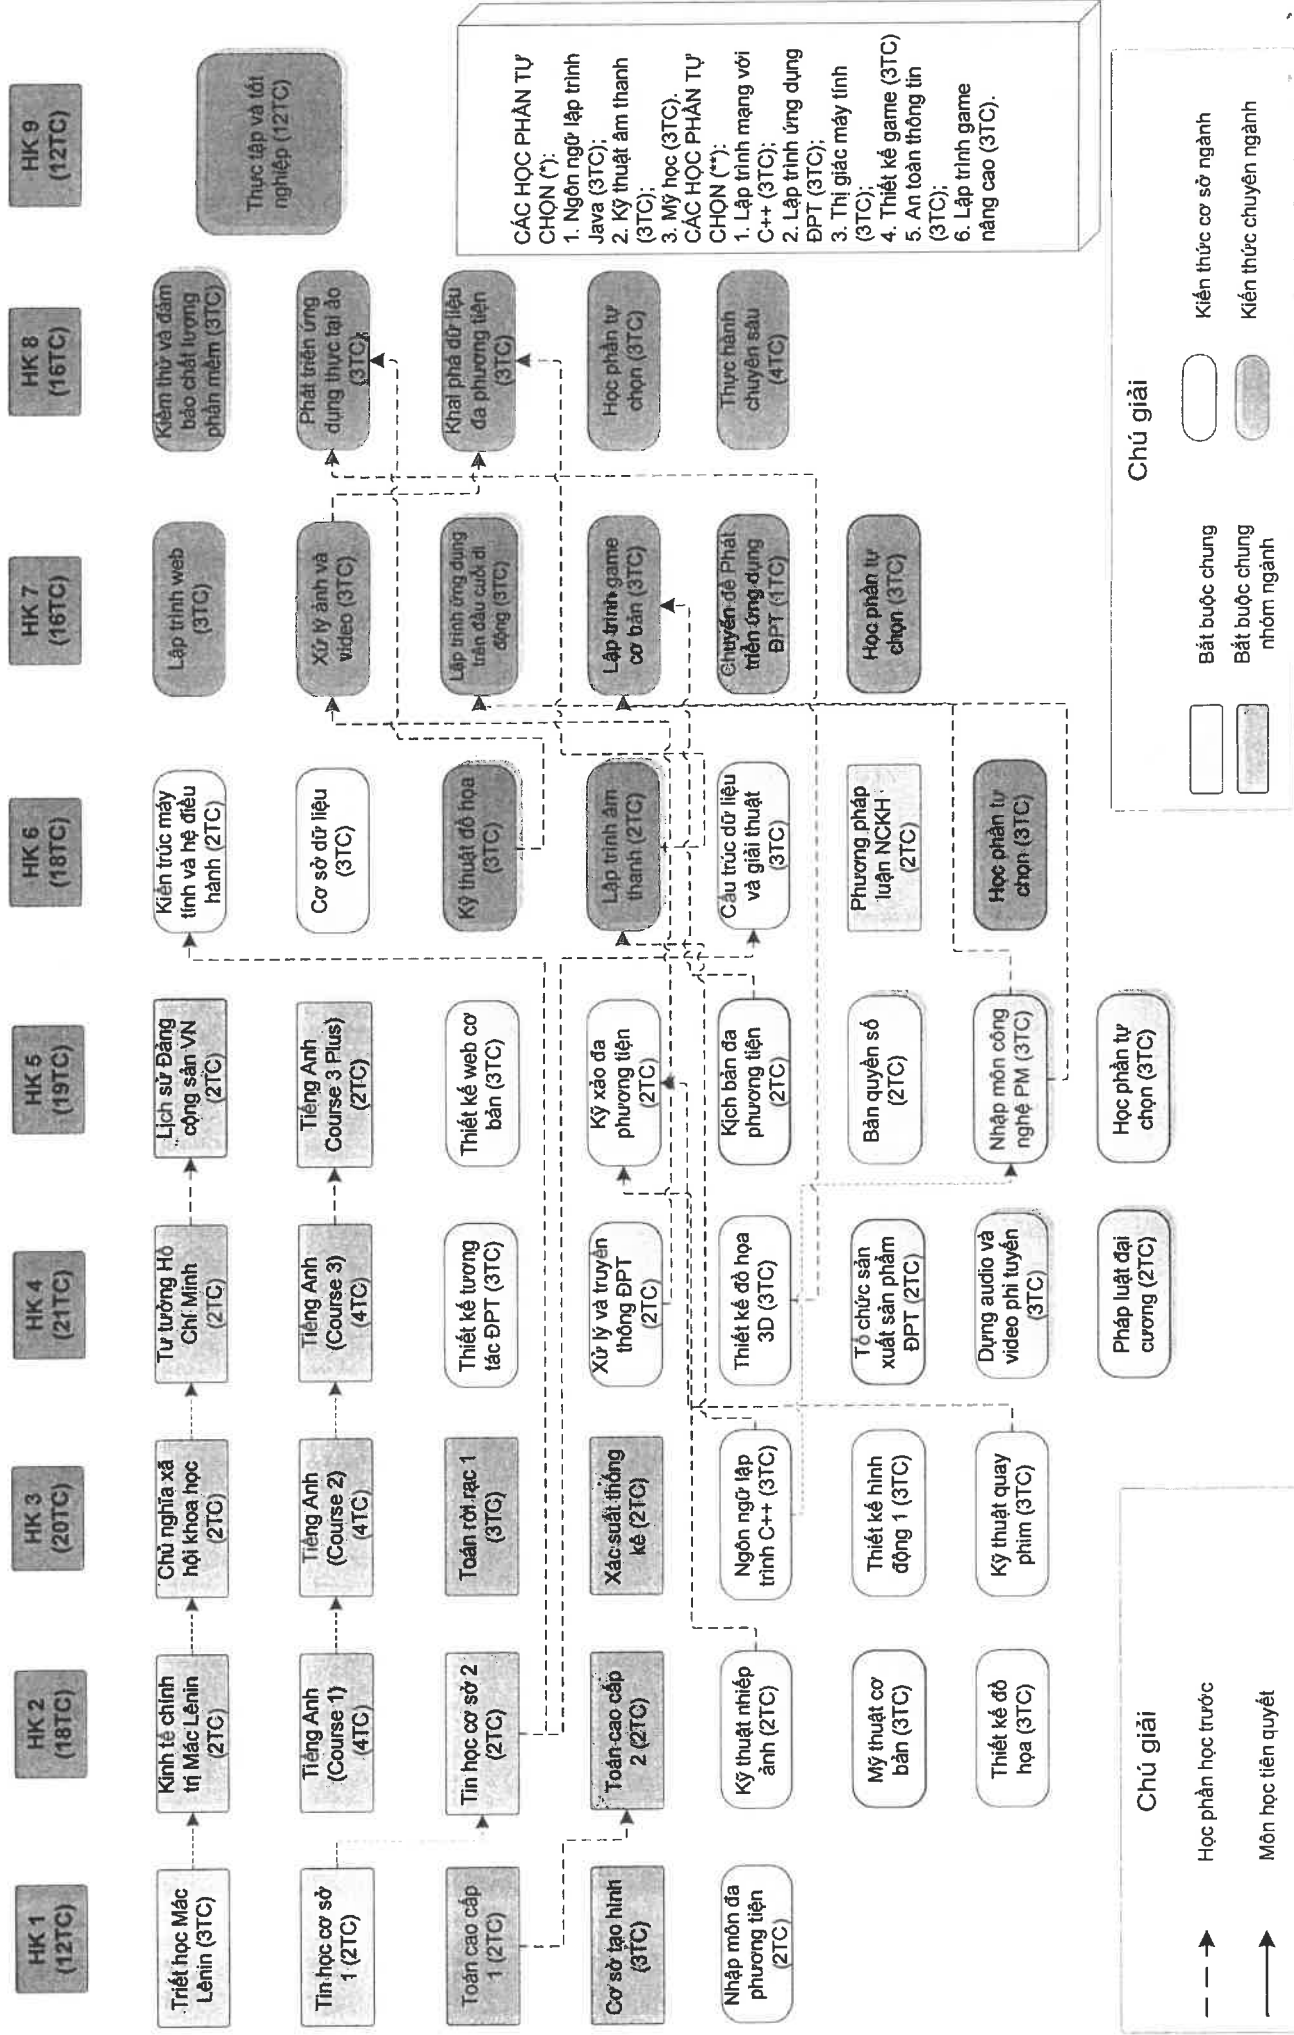 HK 1
(12TC)
Triết học Mác
Lênin (3TC)
Tin học cơ sở
1 (2TC)
Toán cao cấp
1 (2TC)
Cơ sở tạo hình
(3TC)
Nhập môn đa
phương tiện
(2TC)
HK 2
(18TC)
Kinh tế chính
trị Mác Lênin
(2TC)
Tiếng Anh
(Course 1)
(4TC)
Tin học cơ sở 2
(2TC)
Toán cao cấp
2 (2TC)
Kỹ thuật nhiếp
ảnh (2TC)
Mỹ thuật cơ
bản (3TC)
Thiết kế đồ
họa (3TC)
HK 3
(20TC)
Chủ nghĩa xã
hội khoa học
(2TC)
Tiếng Anh
(Course 2)
(4TC)
Toán rời rạc 1
(3TC)
Xác suất thống
kê (2TC)
Ngôn ngữ lập
trình C++ (3TC)
Thiết kế hình
động 1 (3TC)
Kỹ thuật quay
phim (3TC)
HK 4
(21TC)
Tư tưởng Hồ
Chí Minh
(2TC)
Tiếng Anh
(Course 3)
(4TC)
Thiết kế tương
tác ĐPT (3TC)
Xử lý và truyền
thông ĐPT
(2TC)
Thiết kế đồ họa
3D (3TC)
Tổ chức sản
xuất sản phẩm
ĐPT (2TC)
Dựng audio và
video phi tuyến
(3TC)
Pháp luật đại
cương (2TC)
HK 5
(19TC)
Lịch sử Đảng
cộng sản VN
(2TC)
Tiếng Anh
Course 3 Plus)
(2TC)
Thiết kế web cơ
bản (3TC)
Kỹ xảo đa
phương tiện
(2TC)
Kịch bản đa
phương tiện
(2TC)
Bản quyền số
(2TC)
Nhập môn công
nghệ PM (3TC)
Học phần tự
chọn (3TC)
HK 6
(18TC)
Kiến trúc máy
tính và hệ điều
hành (2TC)
Cơ sở dữ liệu
(3TC)
Kỹ thuật đồ họa
(3TC)
Lập trình âm
thanh (2TC)
Cấu trúc dữ liệu
và giải thuật
(3TC)
Phương pháp
luận NCKH
(2TC)
Học phần tự
chọn (3TC)
HK 7
(16TC)
Lập trình web
(3TC)
Xử lý ảnh và
video (3TC)
Lập trình ứng dụng
trên đầu cuối di
động (3TC)
Lập trình game
cơ bản (3TC)
Chuyên đề Phát
triển ứng dụng
ĐPT (1TC)
Học phần tự
chọn (3TC)
HK 8
(16TC)
Kiểm thử và đảm
bảo chất lượng
phần mềm (3TC)
Phát triển ứng
dụng thực tại ảo
(3TC)
Khai phá dữ liệu
đa phương tiện
(3TC)
Học phần tự
chọn (3TC)
Thực hành
chuyên sâu
(4TC)
HK 9
(12TC)
Thực tập và tốt
nghiệp (12TC)
CÁC HỌC PHẦN TỰ
CHỌN (*):
1. Ngôn ngữ lập trình
Java (3TC);
2. Kỹ thuật âm thanh
(3TC);
3. Mỹ học (3TC).
CÁC HỌC PHẦN TỰ
CHỌN (**):
1. Lập trình mạng với
C++ (3TC);
2. Lập trình ứng dụng
ĐPT (3TC);
3. Thị giác máy tính
(3TC);
4. Thiết kế game (3TC)
5. An toàn thông tin
(3TC);
6. Lập trình game
nâng cao (3TC).
Chú giải
Học phần học trước
Môn học tiên quyết
Chú giải
Bắt buộc chung
Bắt buộc chung
nhóm ngành
Kiến thức cơ sở ngành
Kiến thức chuyên ngành